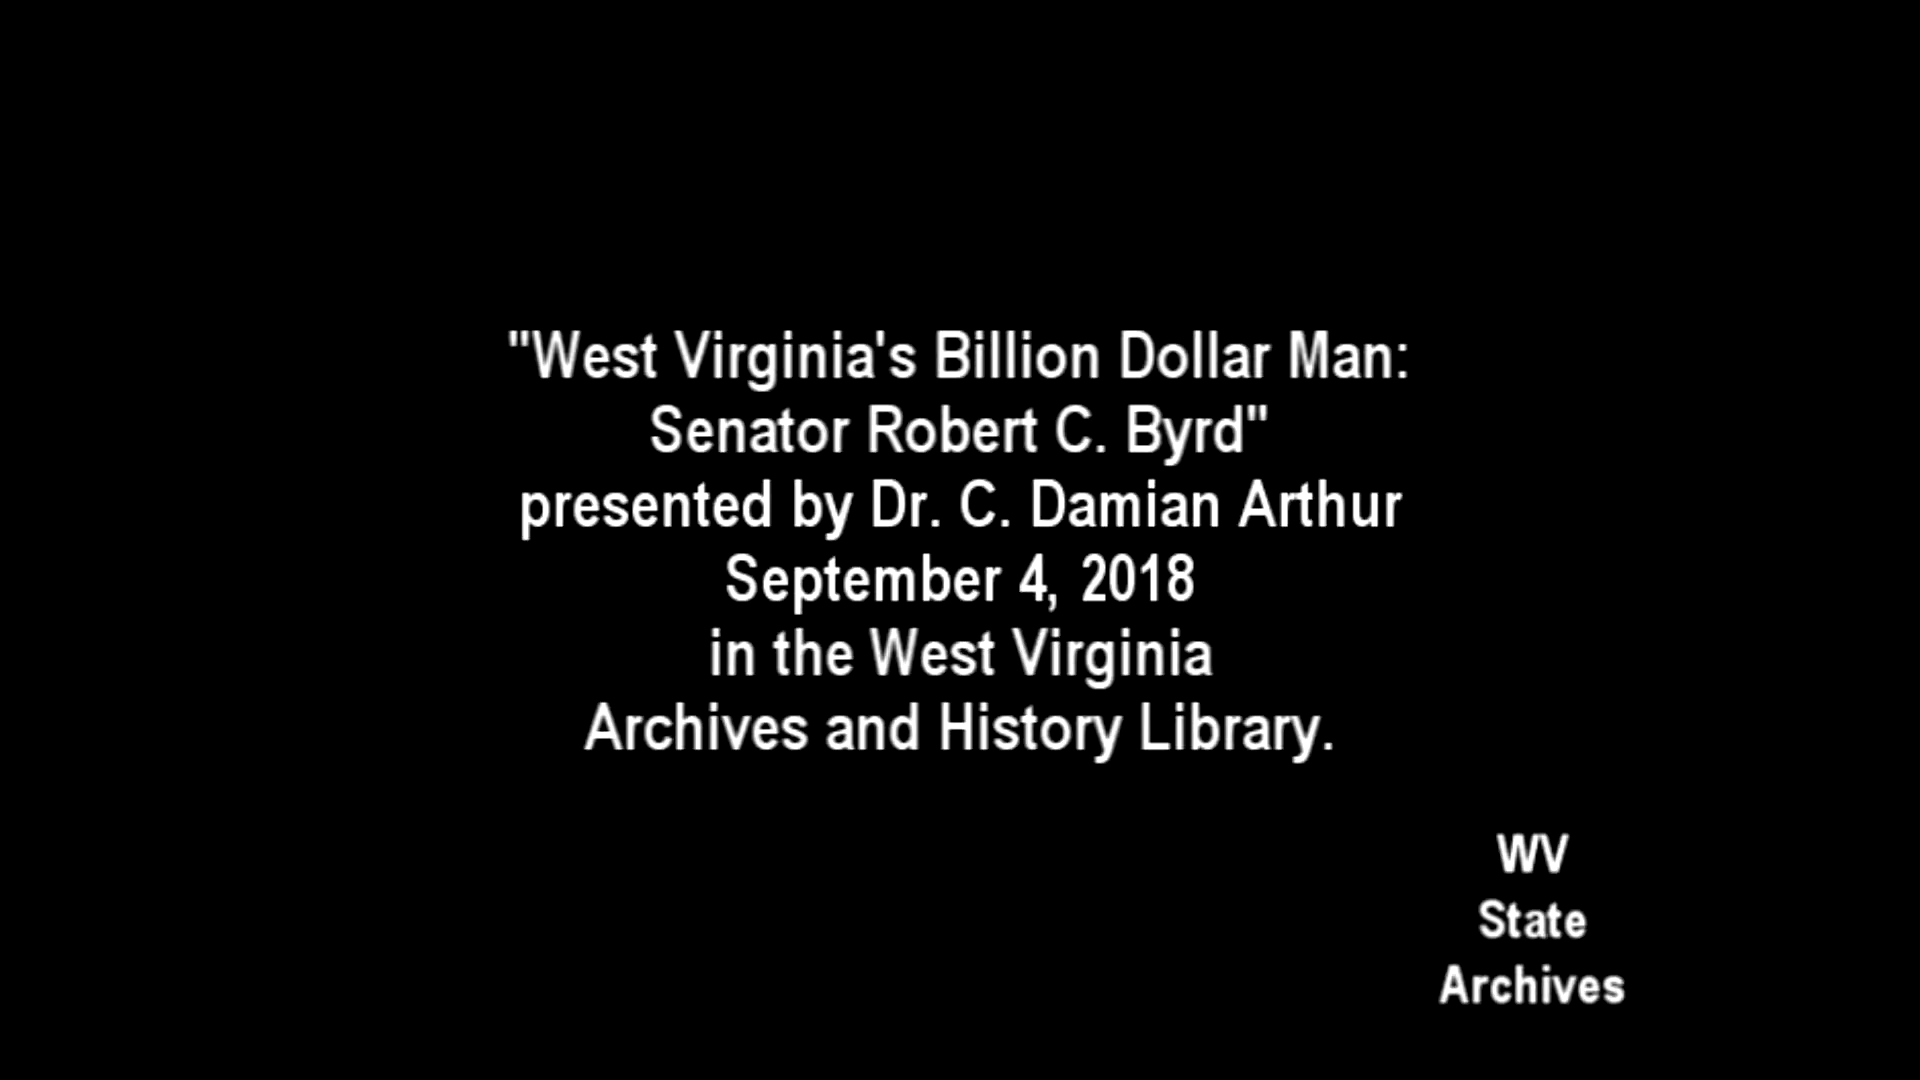 "West Virginia's Billion Dollar Man:
Senator Robert C. Byrd"
presented by Dr. C. Damian Arthur
September 4, 2018
in the West Virginia
Archives and History Library.
WV
State
Archives